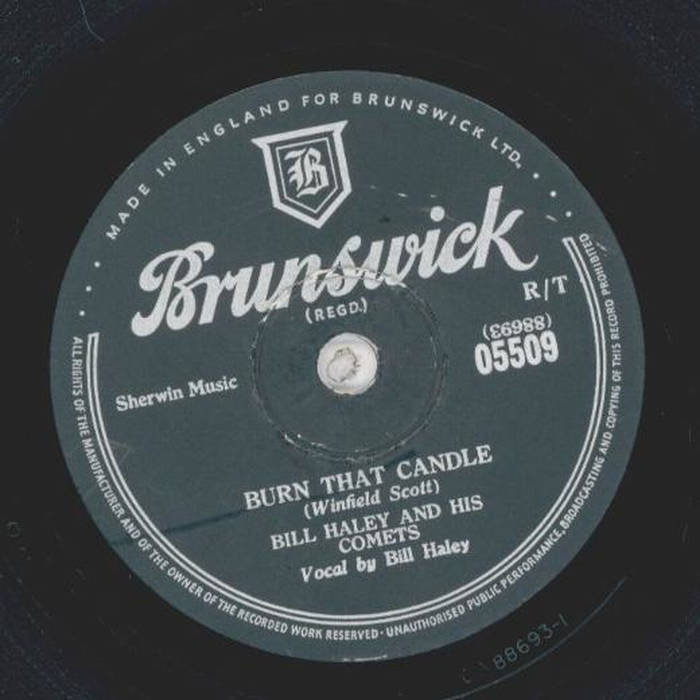 MADE IN ENGLAND FOR BRUNSWICK LTD.
B
Brunswick
(REGD.)
R/T
(88693)
05509
Sherwin Music
BURN THAT CANDLE
(Winfield Scott)
BILL HALEY AND HIS
COMETS
Vocal by Bill Haley
ALL RIGHTS OF THE MANUFACTURER AND OF THE OWNER OF THE RECORDED WORK RESERVED · UNAUTHORISED PUBLIC PERFORMANCE, BROADCASTING AND COPYING OF THIS RECORD PROHIBITED
88693-1